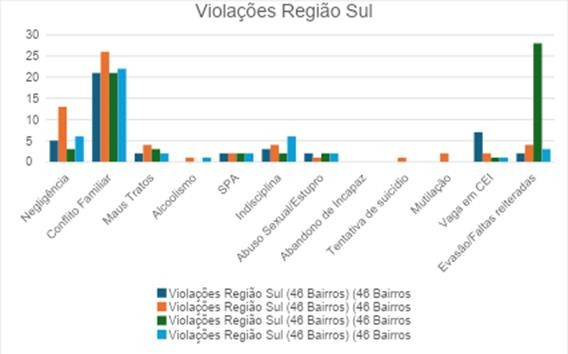 Violações Região Sul
30
25
20
15
10
5
0
Negligência
Conflito Familiar
Maus Tratos
Alcoolismo
SPA
Indisciplina
Abuso Sexual/Estupro
Abandono de Incapaz
Tentativa de suicídio
Mutilação
Vaga em CEI
Evasão/Faltas reiteradas
Violações Região Sul (46 Bairros) (46 Bairros
Violações Região Sul (46 Bairros) (46 Bairros
Violações Região Sul (46 Bairros) (46 Bairros
Violações Região Sul (46 Bairros) (46 Bairros